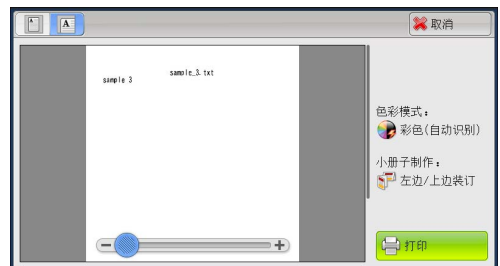 A
A
取消
sample_3.txt
sample 3
色彩模式：
彩色(自动识别)
小册子制作：
左边/上边装订
打印